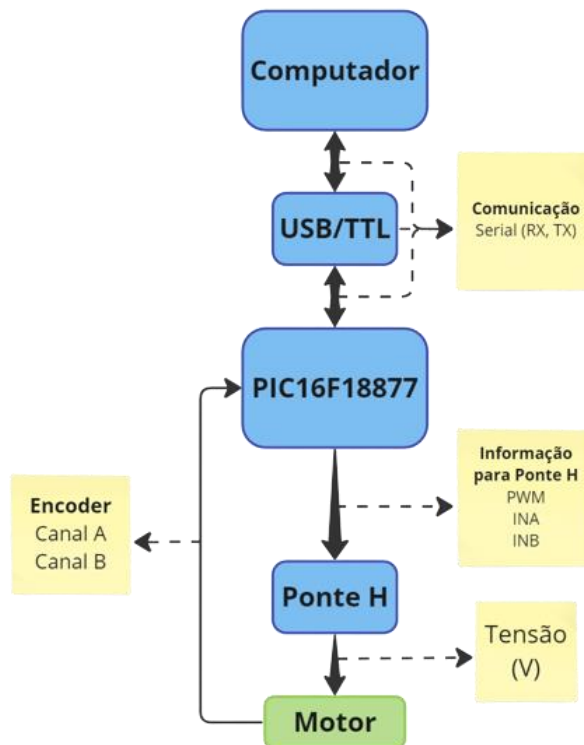 Computador
USB/TTL
Comunicação
Serial (RX, TX)
PIC16F18877
Informação
para Ponte H
PWM
INA
INB
Encoder
Canal A
Canal B
Ponte H
Tensão
(V)
Motor